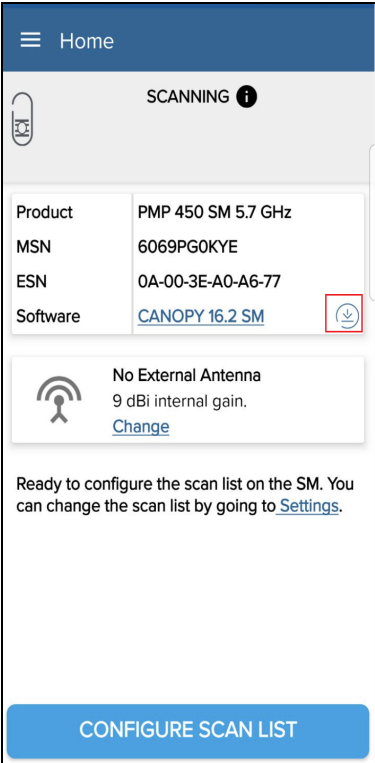 Home
SCANNING i
Product PMP 450 SM 5.7 GHz
MSN 6069PG0KYE
ESN 0A-00-3E-A0-A6-77
Software CANOPY 16.2 SM
No External Antenna
9 dBi internal gain.
Change
Ready to configure the scan list on the SM. You
can change the scan list by going to Settings.
CONFIGURE SCAN LIST